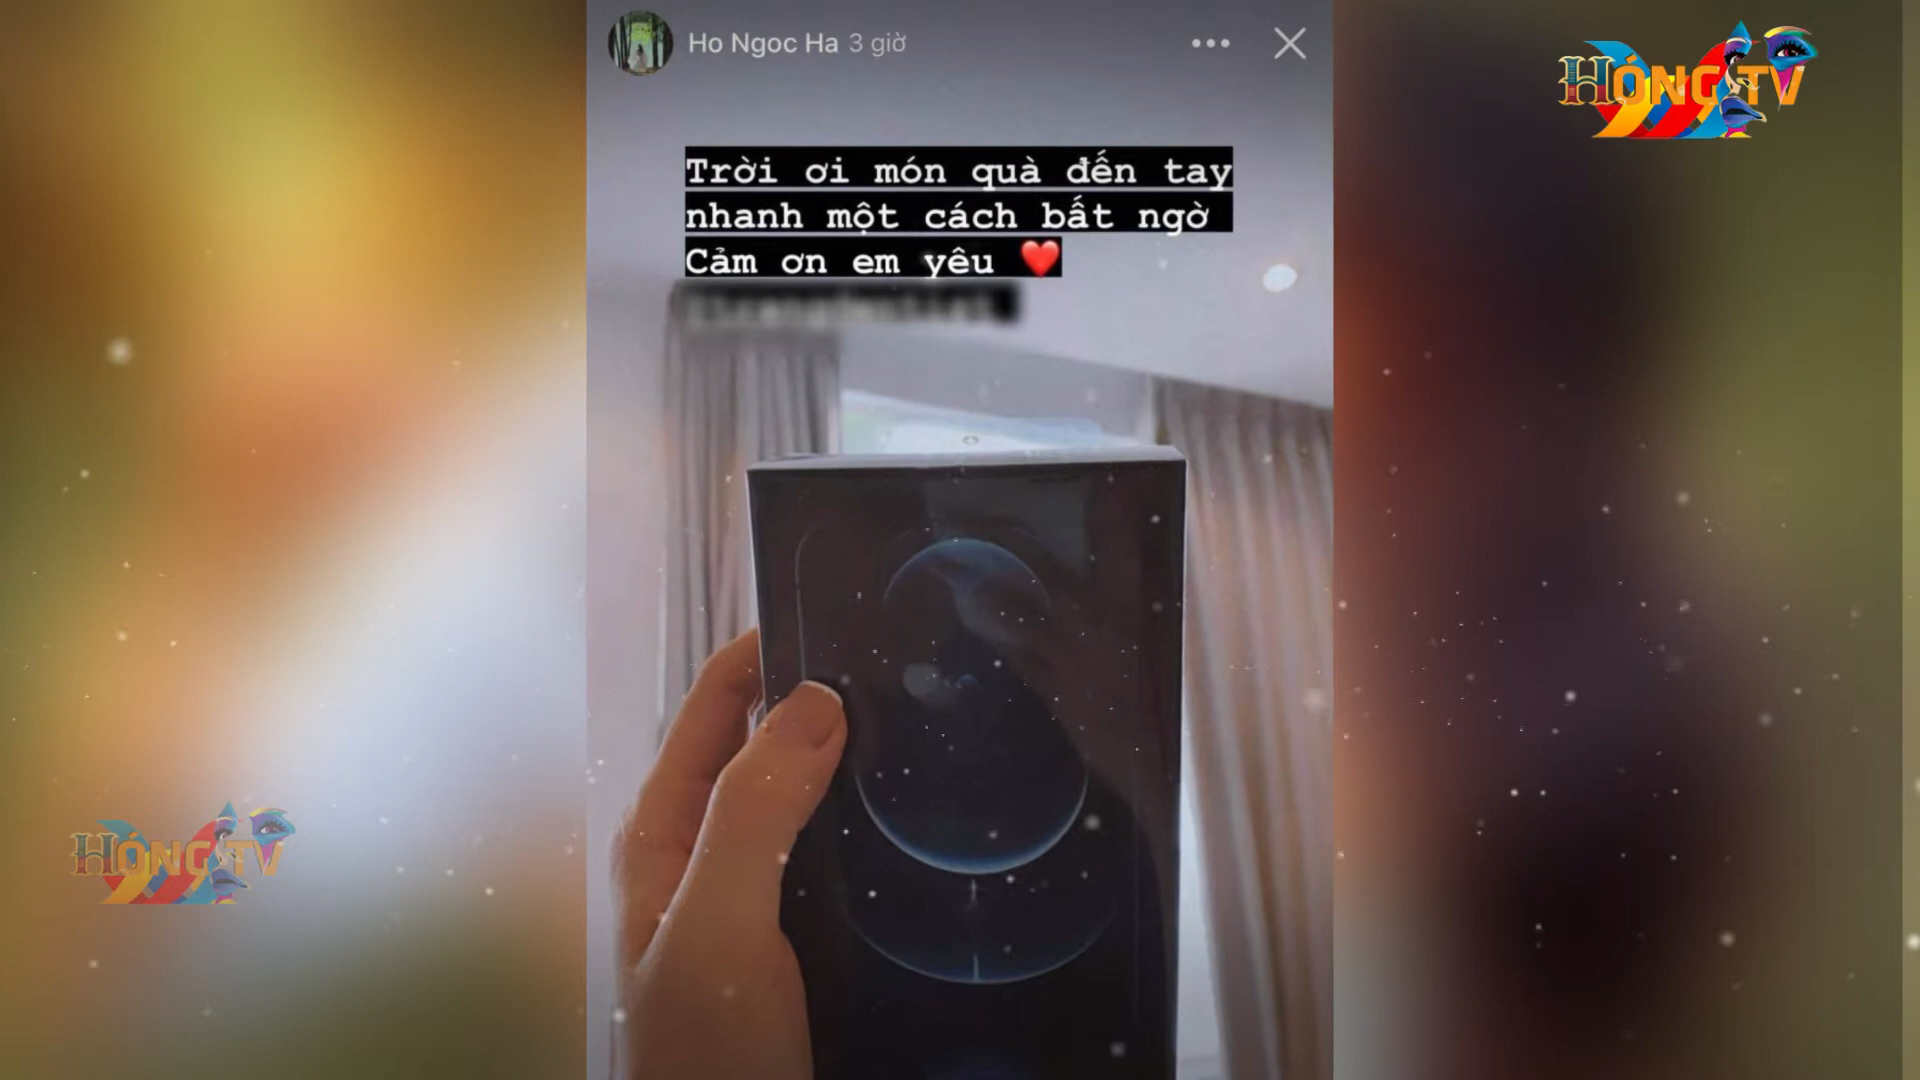 Ho Ngoc Ha 3 giờ
HÓNG TV
Trời ơi món quà đến tay
nhanh một cách bất ngờ
Cảm ơn em yêu ❤️
HÓNG TV